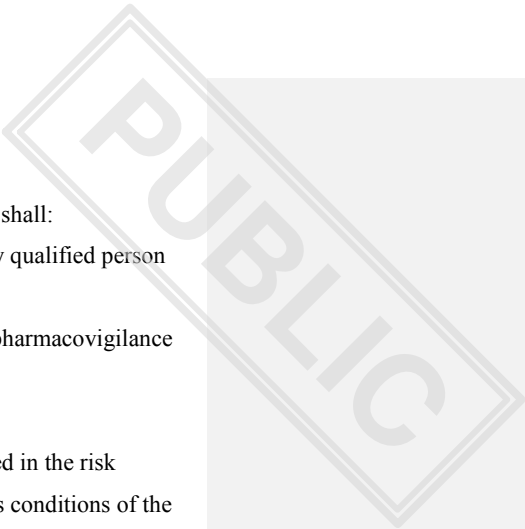 shall:
qualified person
pharmacovigilance
ed in the risk
s conditions of the
PUBLIC